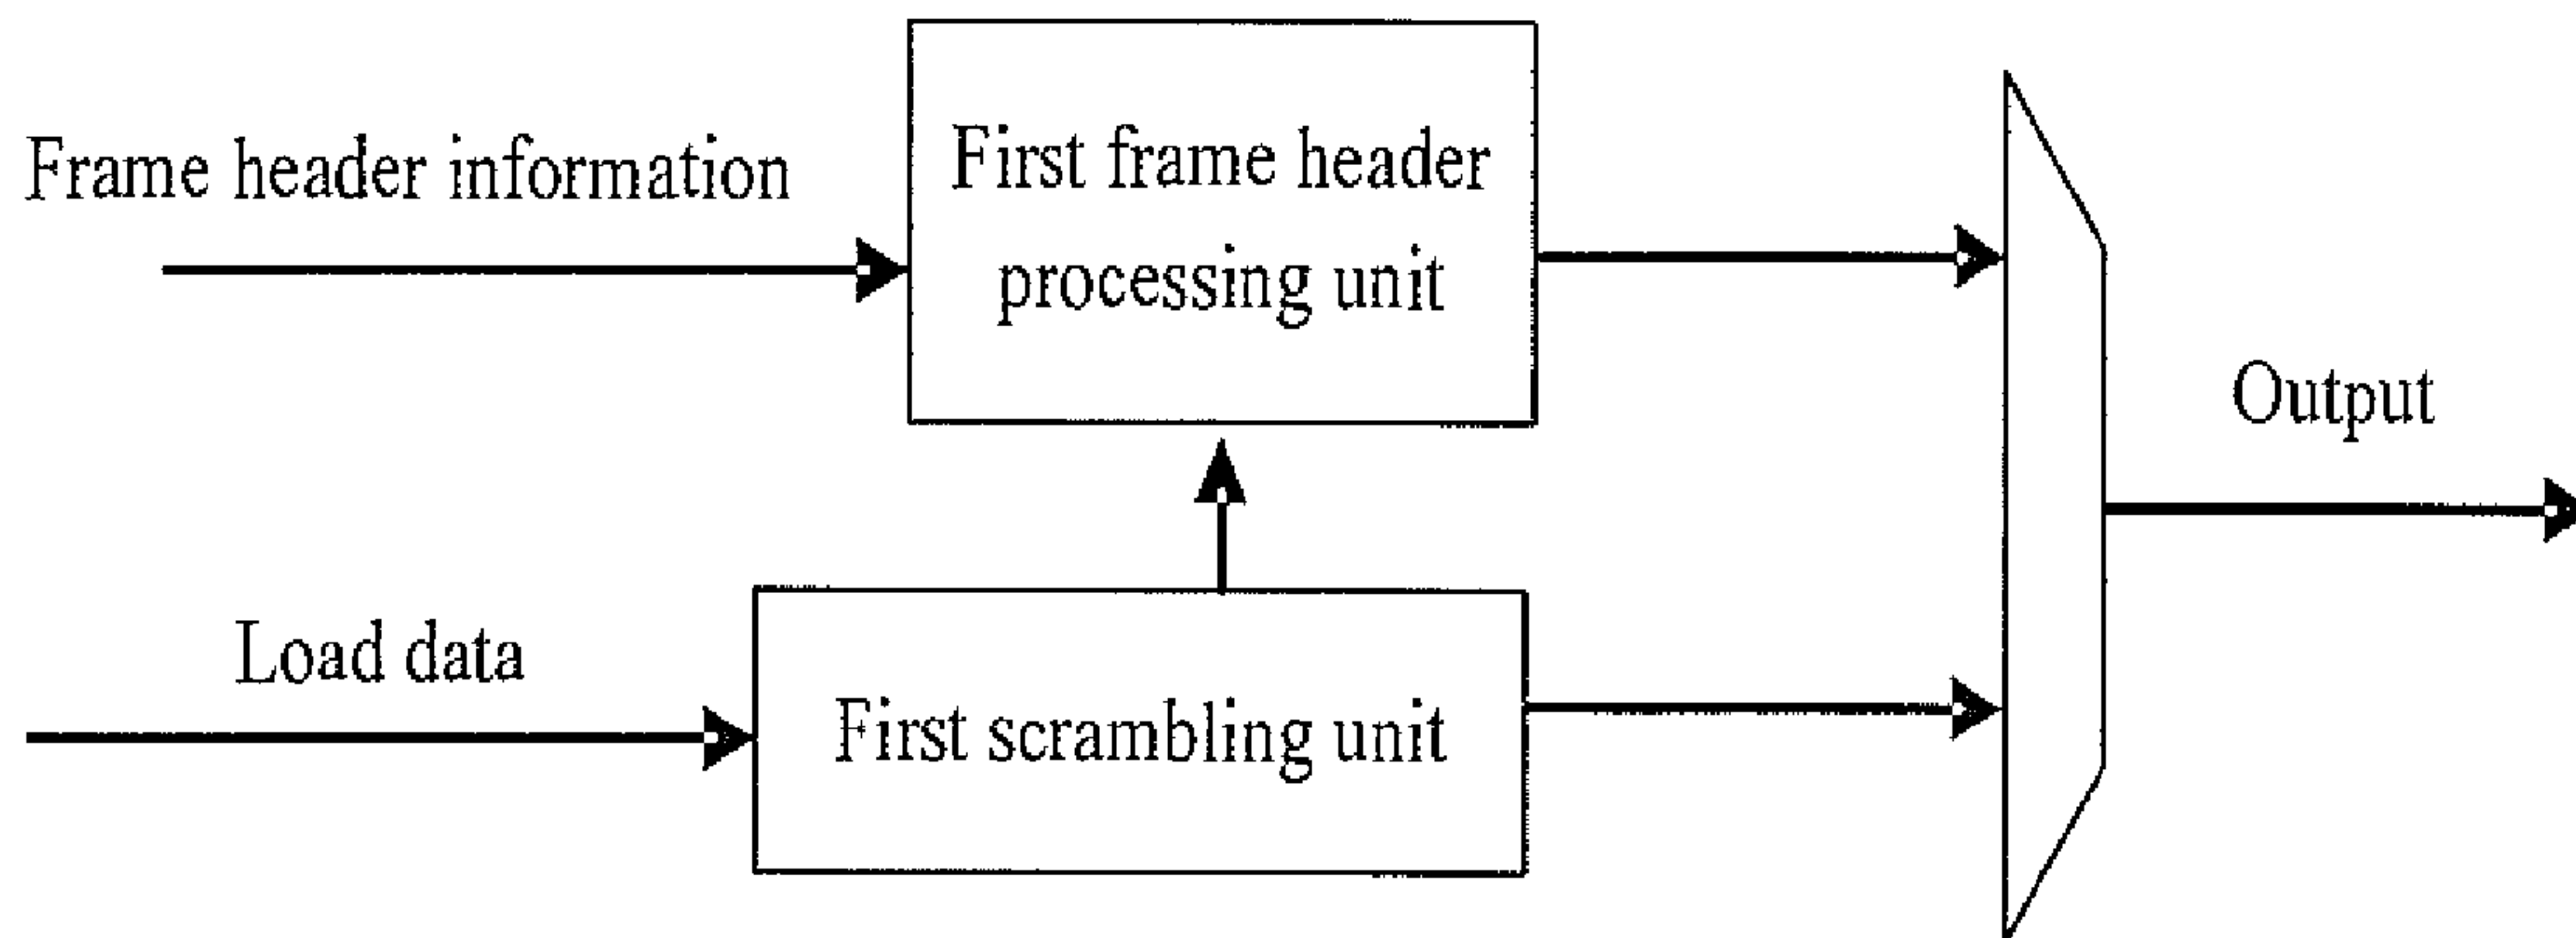 Frame header information
First frame header
processing unit
Output
Load data
First scrambling unit